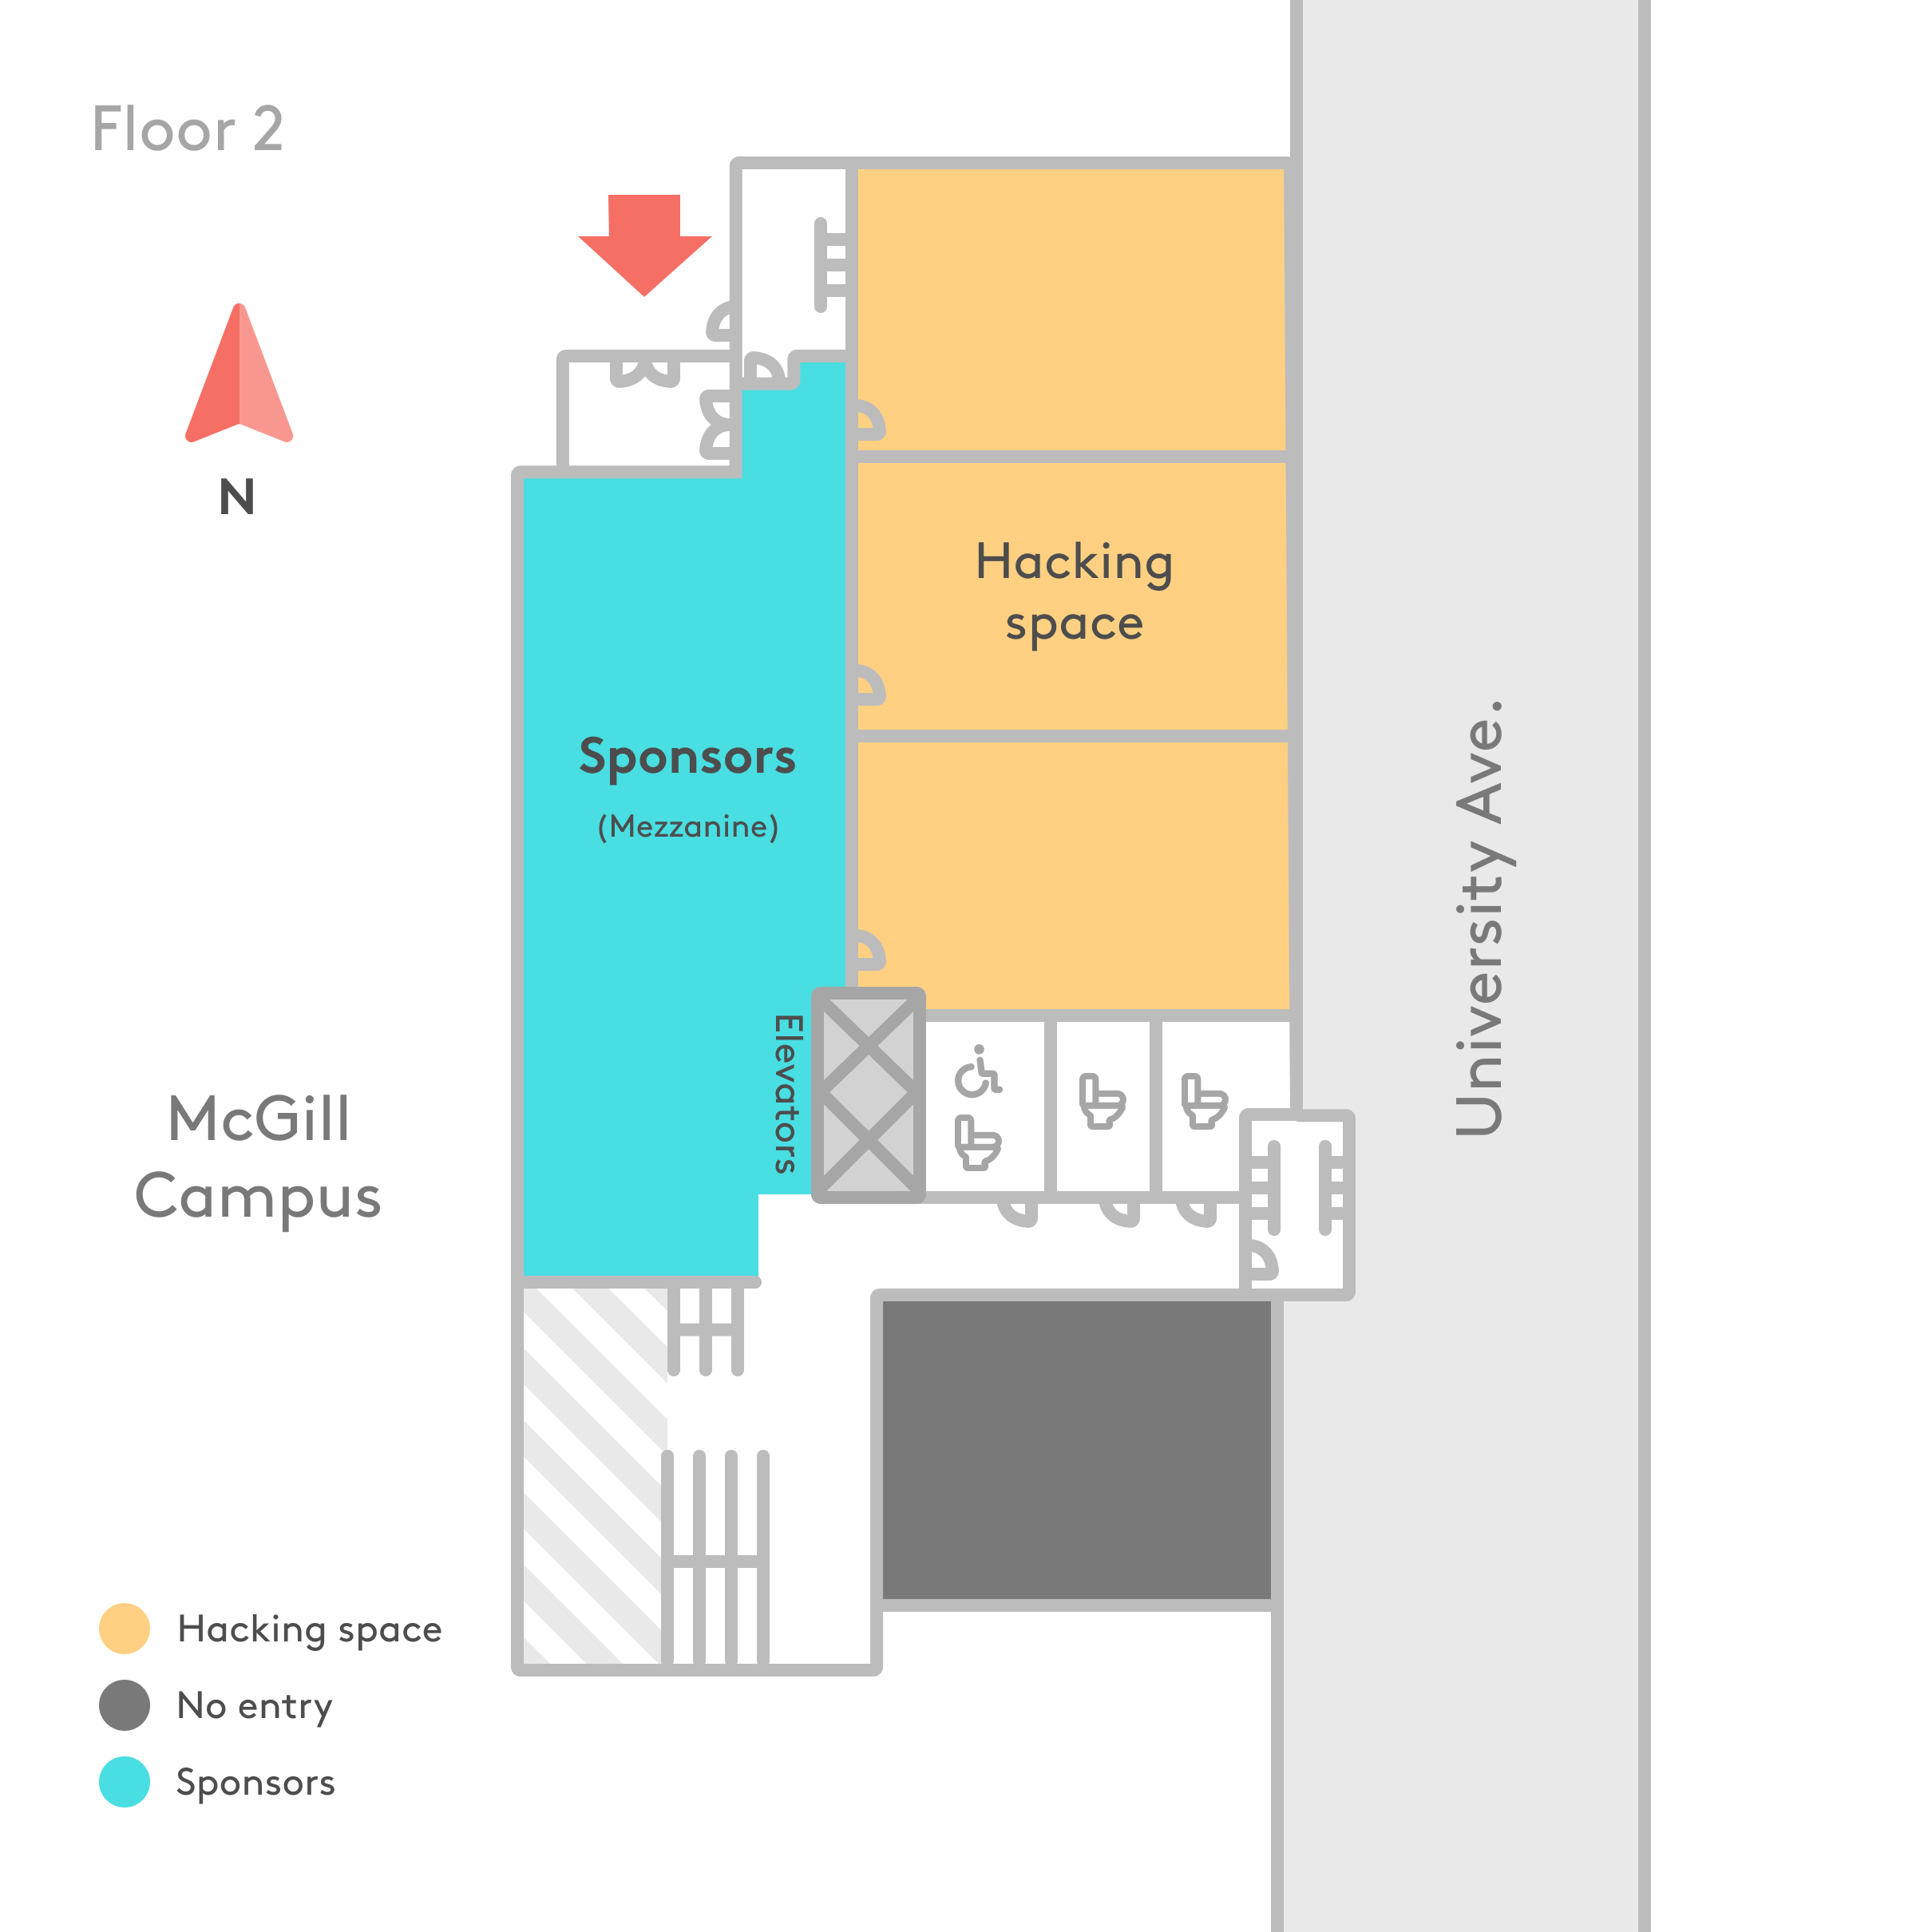 Floor 2
N
Hacking
space
Sponsors
(Mezzanine)
University Ave.
Elevators
McGill
Campus
Hacking space
No entry
Sponsors